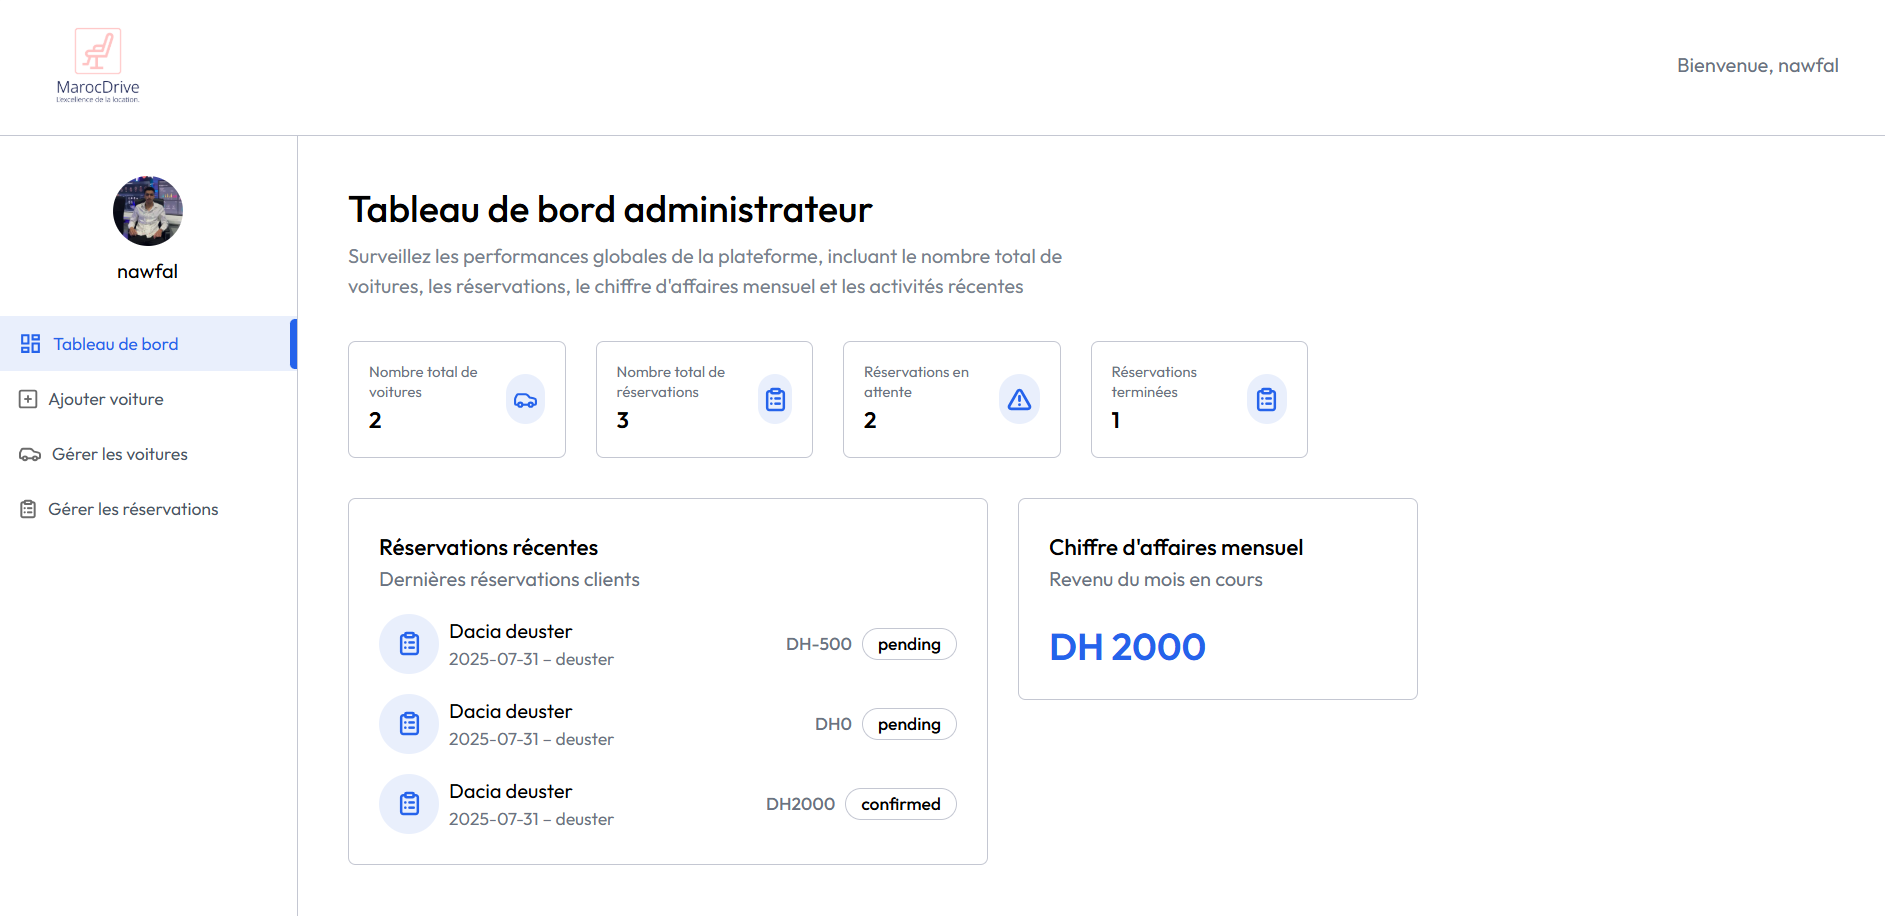 MarocDrive
L'excellence de la location.
Bienvenue, nawfal
nawfal
Tableau de bord
Ajouter voiture
Gérer les voitures
Gérer les réservations
Tableau de bord administrateur
Surveillez les performances globales de la plateforme, incluant le nombre total de
voitures, les réservations, le chiffre d'affaires mensuel et les activités récentes
Nombre total de
voitures
2
Nombre total de
réservations
3
Réservations en
attente
2
Réservations
terminées
1
Réservations récentes
Dernières réservations clients
Dacia deuster
2025-07-31 – deuster
DH-500 pending
Dacia deuster
2025-07-31 – deuster
DH0 pending
Dacia deuster
2025-07-31 – deuster
DH2000 confirmed
Chiffre d'affaires mensuel
Revenu du mois en cours
DH 2000